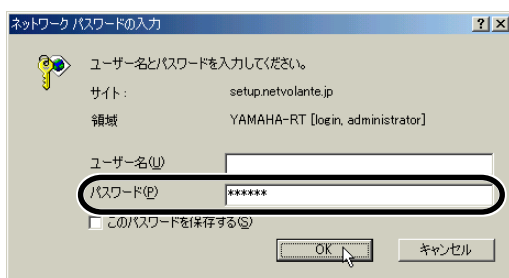 ネットワーク パスワードの入力
ユーザー名とパスワードを入力してください。
サイト: setup.netvolante.jp
領域 YAMAHA-RT [login, administrator]
ユーザー名(U)
パスワード(P) ******
このパスワードを保存する(S)
OK キャンセル